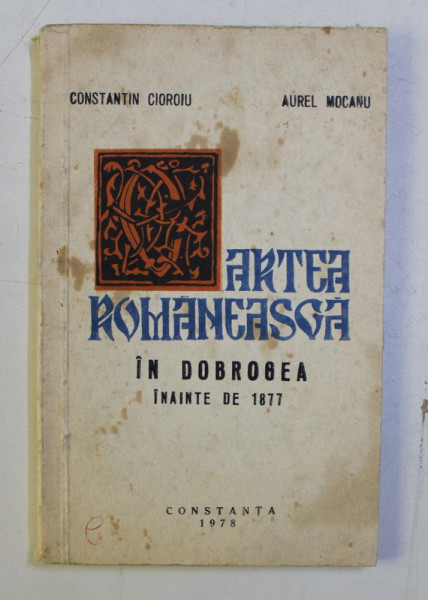 CONSTANTIN CIOROIU AUREL MOCANU
CARTEA
ROMÂNEASCĂ
ÎN DOBROGEA
ÎNAINTE DE 1877
CONSTANȚA
1978